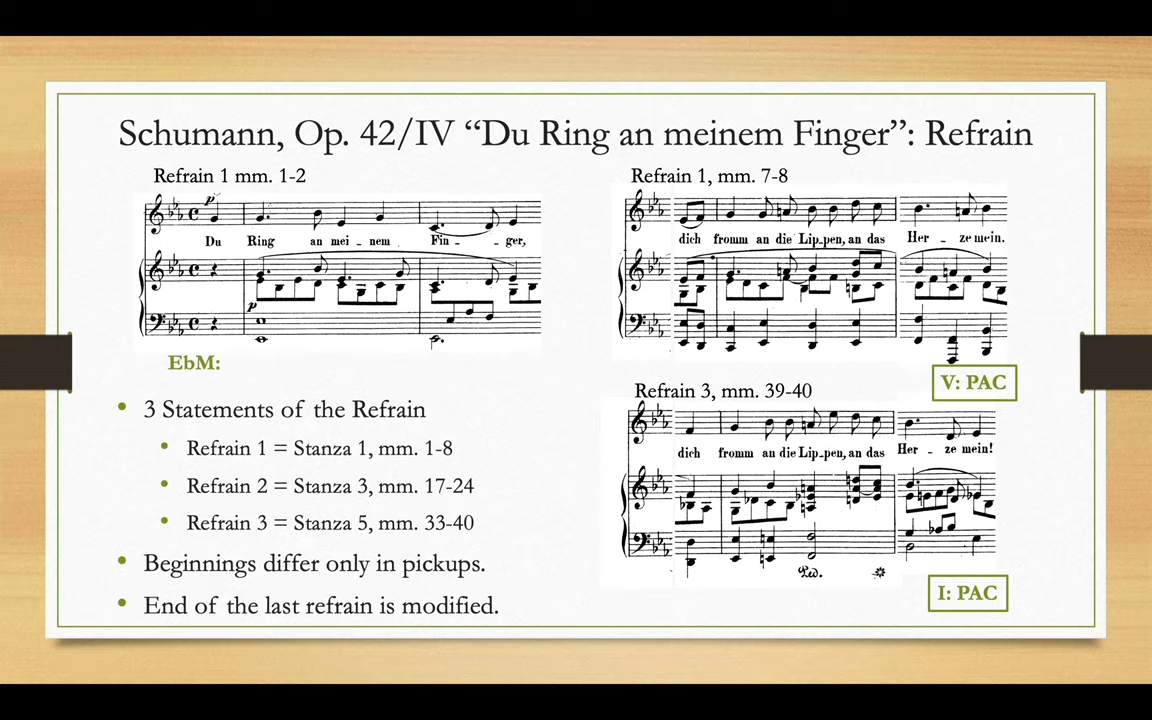 Schumann, Op. 42/IV “Du Ring an meinem Finger”: Refrain
Refrain 1 mm. 1-2
p
Du Ring an mei - nem Fin - ger,
p
EbM:
• 3 Statements of the Refrain
• Refrain 1 = Stanza 1, mm. 1-8
• Refrain 2 = Stanza 3, mm. 17-24
• Refrain 3 = Stanza 5, mm. 33-40
• Beginnings differ only in pickups.
• End of the last refrain is modified.
Refrain 1, mm. 7-8
dich fromm an die Lip-pen, an das Her - ze mein.
V: PAC
Refrain 3, mm. 39-40
dich fromm an die Lip-pen, an das Her - ze mein!
Ped.
I: PAC